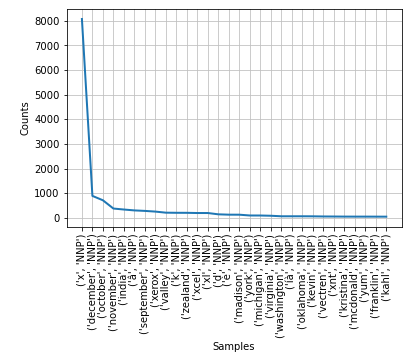 8000
7000
6000
5000
4000
3000
2000
1000
0
Counts
('x', 'NNP')
('december', 'NNP')
('october', 'NNP')
('november', 'NNP')
('india', 'NNP')
('â', 'NNP')
('september', 'NNP')
('xerox', 'NNP')
('valley', 'NNP')
('k', 'NNP')
('zealand', 'NNP')
('xcel', 'NNP')
('xl', 'NNP')
('d', 'NNP')
('e', 'NNP')
('madison', 'NNP')
('york', 'NNP')
('michigan', 'NNP')
('virginia', 'NNP')
('washington', 'NNP')
('ia', 'NNP')
('oklahoma', 'NNP')
('kevin', 'NNP')
('vectren', 'NNP')
('xnt', 'NNP')
('kristina', 'NNP')
('mcdonald', 'NNP')
('yum', 'NNP')
('franklin', 'NNP')
('kahl', 'NNP')
Samples